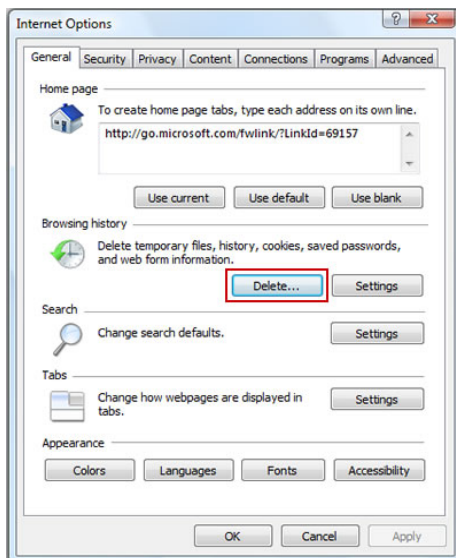 Internet Options
General Security Privacy Content Connections Programs Advanced
Home page
To create home page tabs, type each address on its own line.
http://go.microsoft.com/fwlink/?LinkId=69157
Use current Use default Use blank
Browsing history
Delete temporary files, history, cookies, saved passwords,
and web form information.
Delete... Settings
Search
Change search defaults. Settings
Tabs
Change how webpages are displayed in
tabs.
Settings
Appearance
Colors Languages Fonts Accessibility
OK Cancel Apply